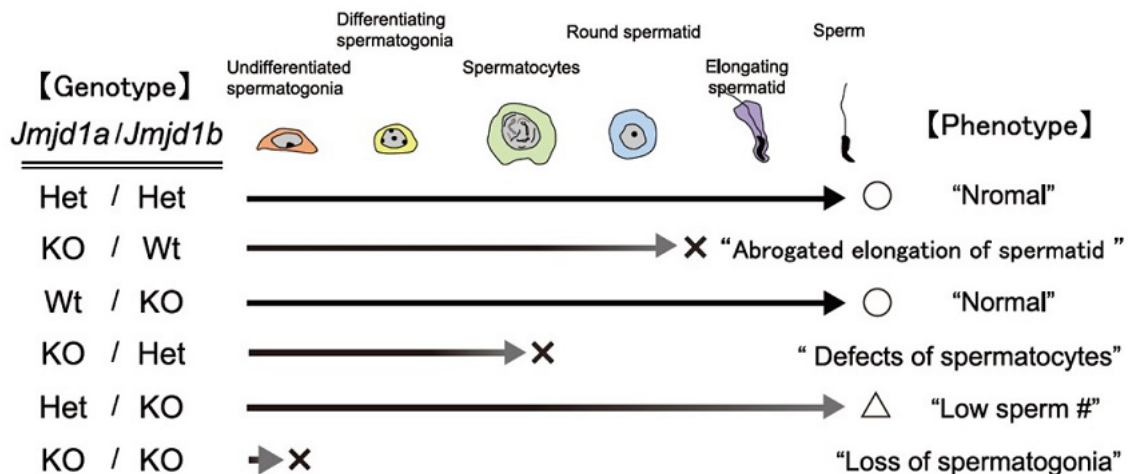 Differentiating
spermatogonia
Round spermatid
Sperm
Undifferentiated
spermatogonia
Spermatocytes
Elongating
spermatid
【Genotype】
Jmjd1a/Jmjd1b
【Phenotype】
Het / Het “Nromal”
KO / Wt “Abrogated elongation of spermatid ”
Wt / KO “Normal”
KO / Het “ Defects of spermatocytes”
Het / KO “Low sperm #”
KO / KO “Loss of spermatogonia”